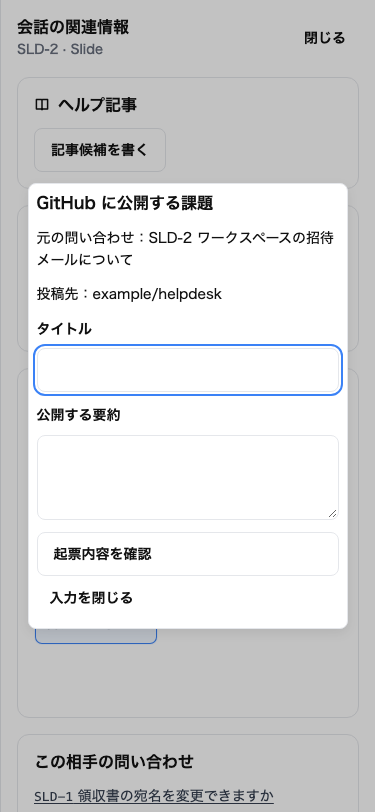 会話の関連情報
SLD-2 · Slide
閉じる
ヘルプ記事
記事候補を書く
GitHub に公開する課題
元の問い合わせ：SLD-2 ワークスペースの招待
メールについて
投稿先：example/helpdesk
タイトル
公開する要約
起票内容を確認
入力を閉じる
この相手の問い合わせ
SLD-1 領収書の宛名を変更できますか